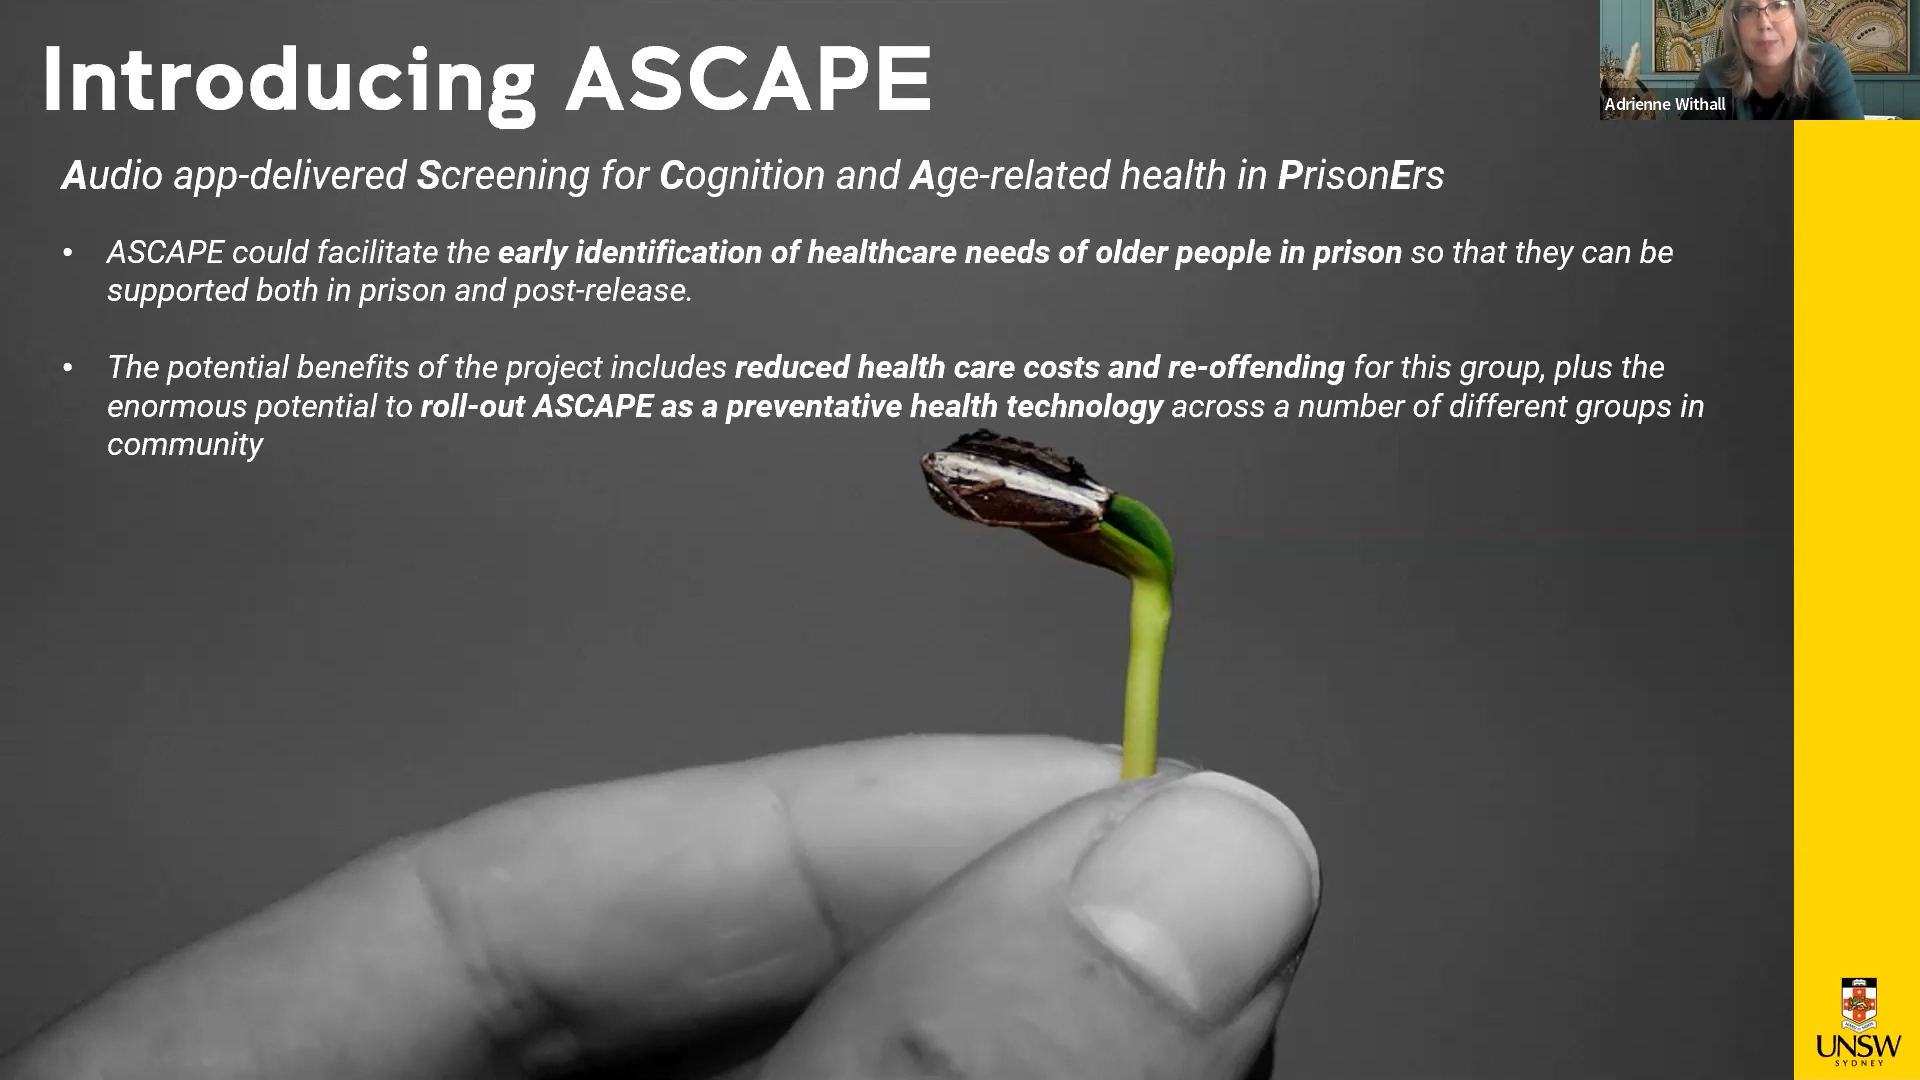 Introducing ASCAPE
Adrienne Withall
Audio app-delivered Screening for Cognition and Age-related health in PrisonErs
• ASCAPE could facilitate the early identification of healthcare needs of older people in prison so that they can be
supported both in prison and post-release.
• The potential benefits of the project includes reduced health care costs and re-offending for this group, plus the
enormous potential to roll-out ASCAPE as a preventative health technology across a number of different groups in
community
UNSW
SYDNEY